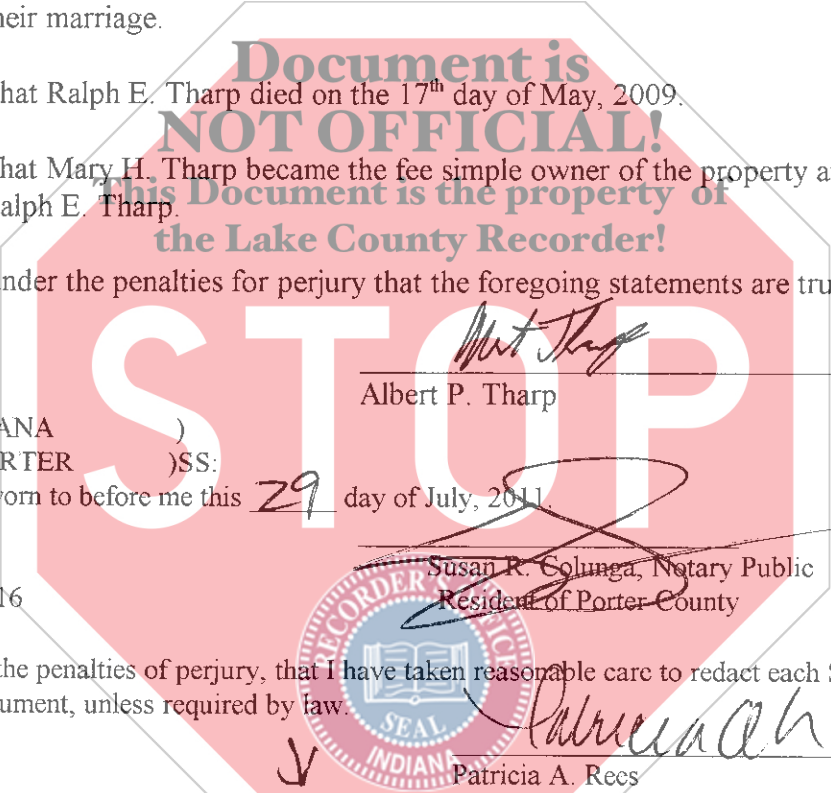 heir marriage.
Document is
hat Ralph E. Tharp died on the 17th day of May, 2009.
NOT OFFICIAL!
hat Mary H. Tharp became the fee simple owner of the property a
This Document is the property of
alph E. Tharp.
the Lake County Recorder!
nder the penalties for perjury that the foregoing statements are tru
STOP
Albert P. Tharp
ANA )
RTER )SS:
orn to before me this 29 day of July, 2011.
Susan R. Colunga, Notary Public
16
Resident of Porter County
RECORDER'S OFFICE
the penalties of perjury, that I have taken reasonable care to redact each S
ument, unless required by law.
SEAL
INDIANA
Patricia A. Rees